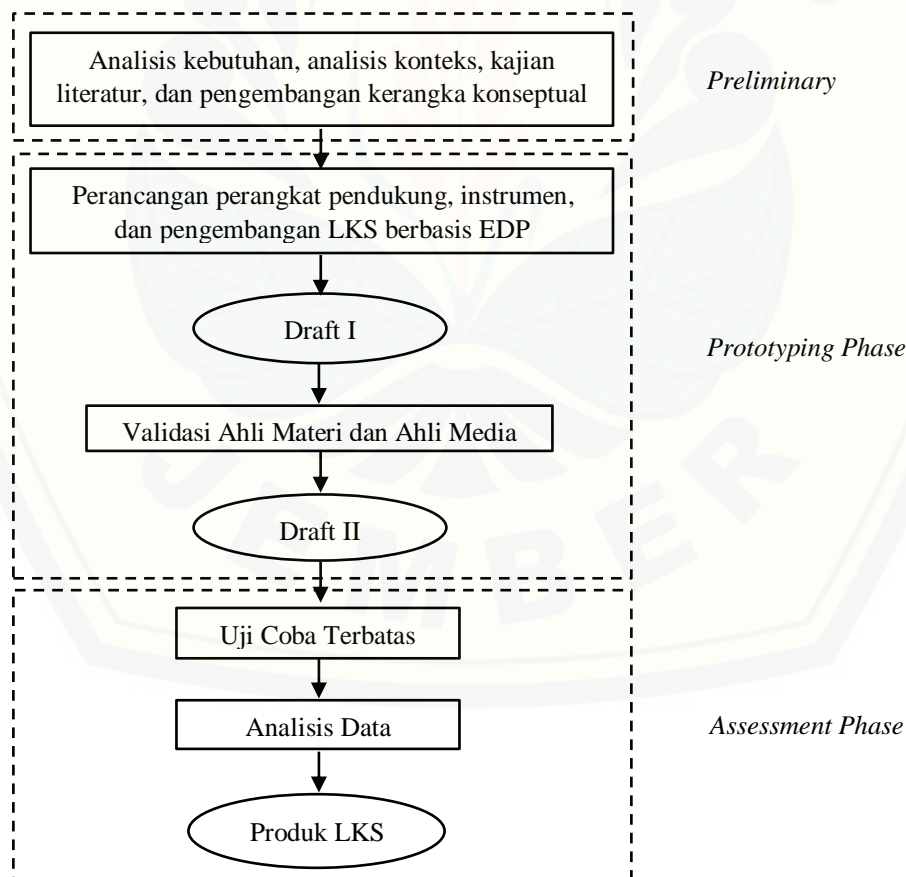 Analisis kebutuhan, analisis konteks, kajian
literatur, dan pengembangan kerangka konseptual
Preliminary
Perancangan perangkat pendukung, instrumen,
dan pengembangan LKS berbasis EDP
Draft I
Prototyping Phase
Validasi Ahli Materi dan Ahli Media
Draft II
JEMBER
Uji Coba Terbatas
Analisis Data
Assessment Phase
Produk LKS